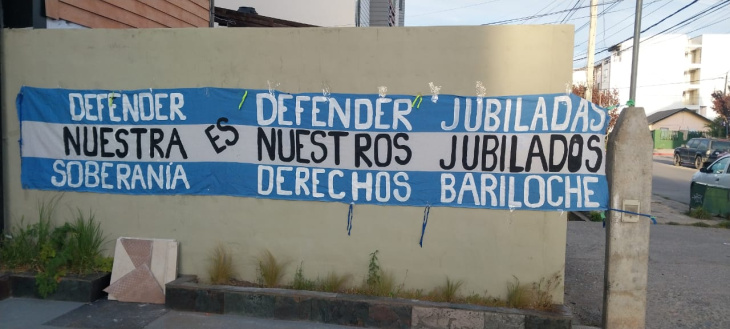 DEFENDER DEFENDER JUBILADAS
NUESTRA ES NUESTROS JUBILADOS
SOBERANÍA DERECHOS BARILOCHE